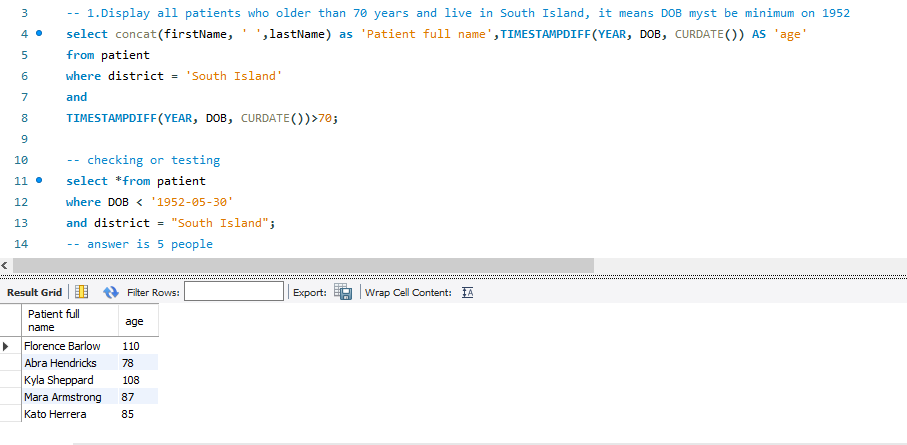 3 -- 1.Display all patients who older than 70 years and live in South Island, it means DOB myst be minimum on 1952
4 select concat(firstName, ' ',lastName) as 'Patient full name',TIMESTAMPDIFF(YEAR, DOB, CURDATE()) AS 'age'
5 from patient
6 where district = 'South Island'
7 and
8 TIMESTAMPDIFF(YEAR, DOB, CURDATE())>70;
9
10 -- checking or testing
11 select *from patient
12 where DOB < '1952-05-30'
13 and district = "South Island";
14 -- answer is 5 people
Result Grid Filter Rows: Export: Wrap Cell Content: IA
Patient full
name age
Florence Barlow 110
Abra Hendricks 78
Kyla Sheppard 108
Mara Armstrong 87
Kato Herrera 85